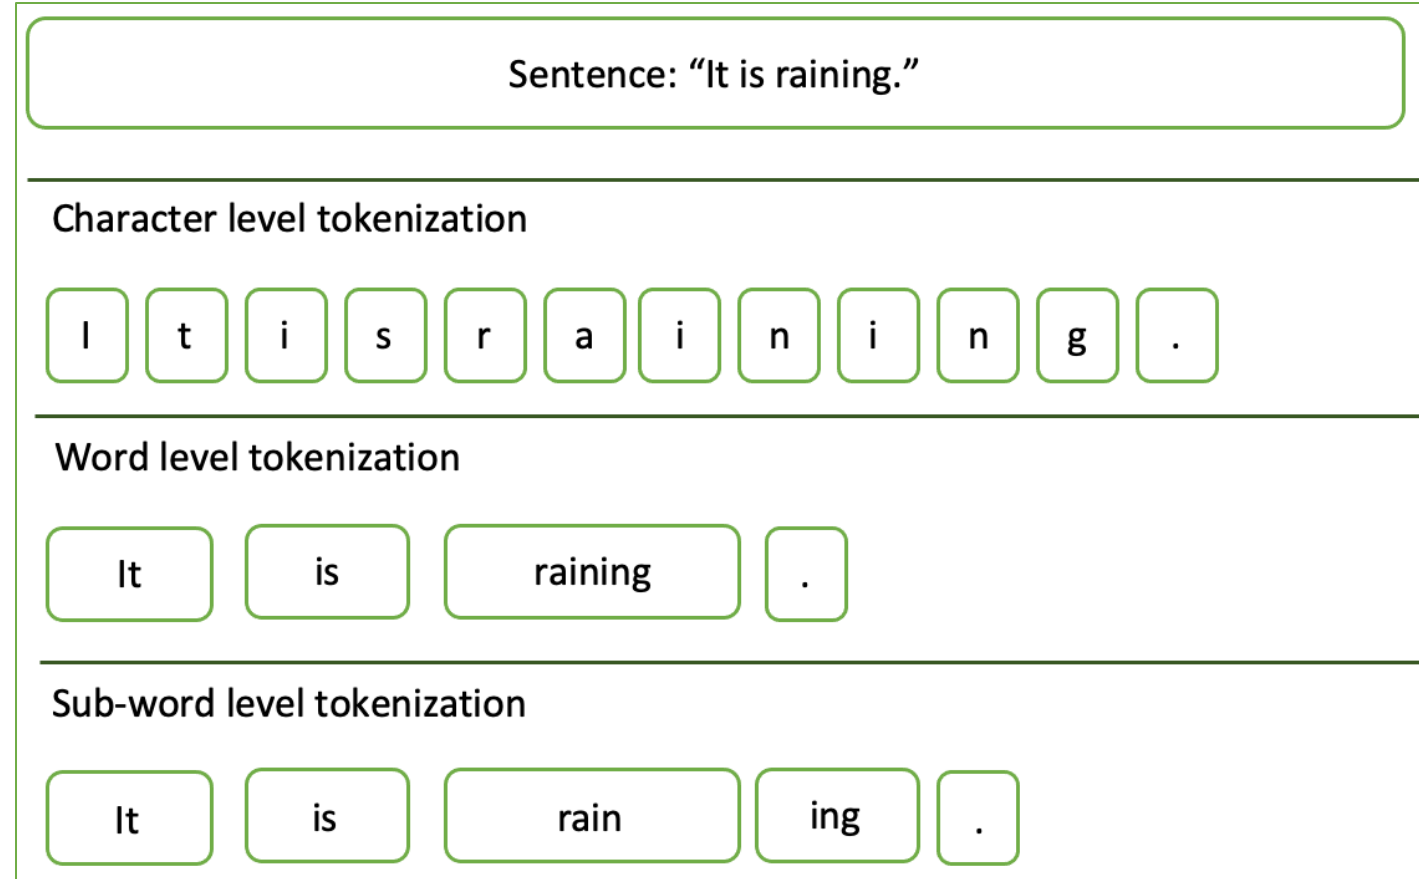 Sentence: “It is raining.”
Character level tokenization
I t i s r a i n i n g .
Word level tokenization
It is raining .
Sub-word level tokenization
It is rain ing .